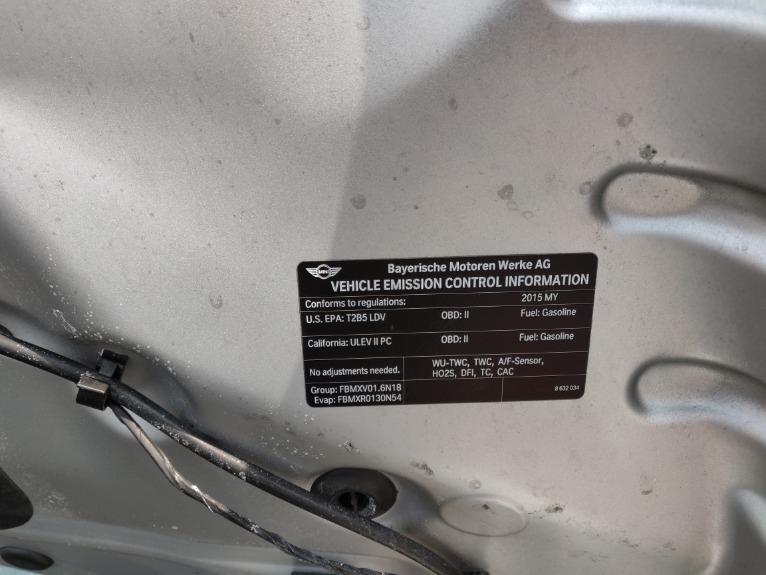 MINI
Bayerische Motoren Werke AG
VEHICLE EMISSION CONTROL INFORMATION
Conforms to regulations: 2015 MY
U.S. EPA: T2B5 LDV OBD: II Fuel: Gasoline
California: ULEV II PC OBD: II Fuel: Gasoline
No adjustments needed. WU-TWC, TWC, A/F-Sensor,
HO2S, DFI, TC, CAC
Group: FBMXV01.6N18
Evap: FBMXR0130N54
8 632 034